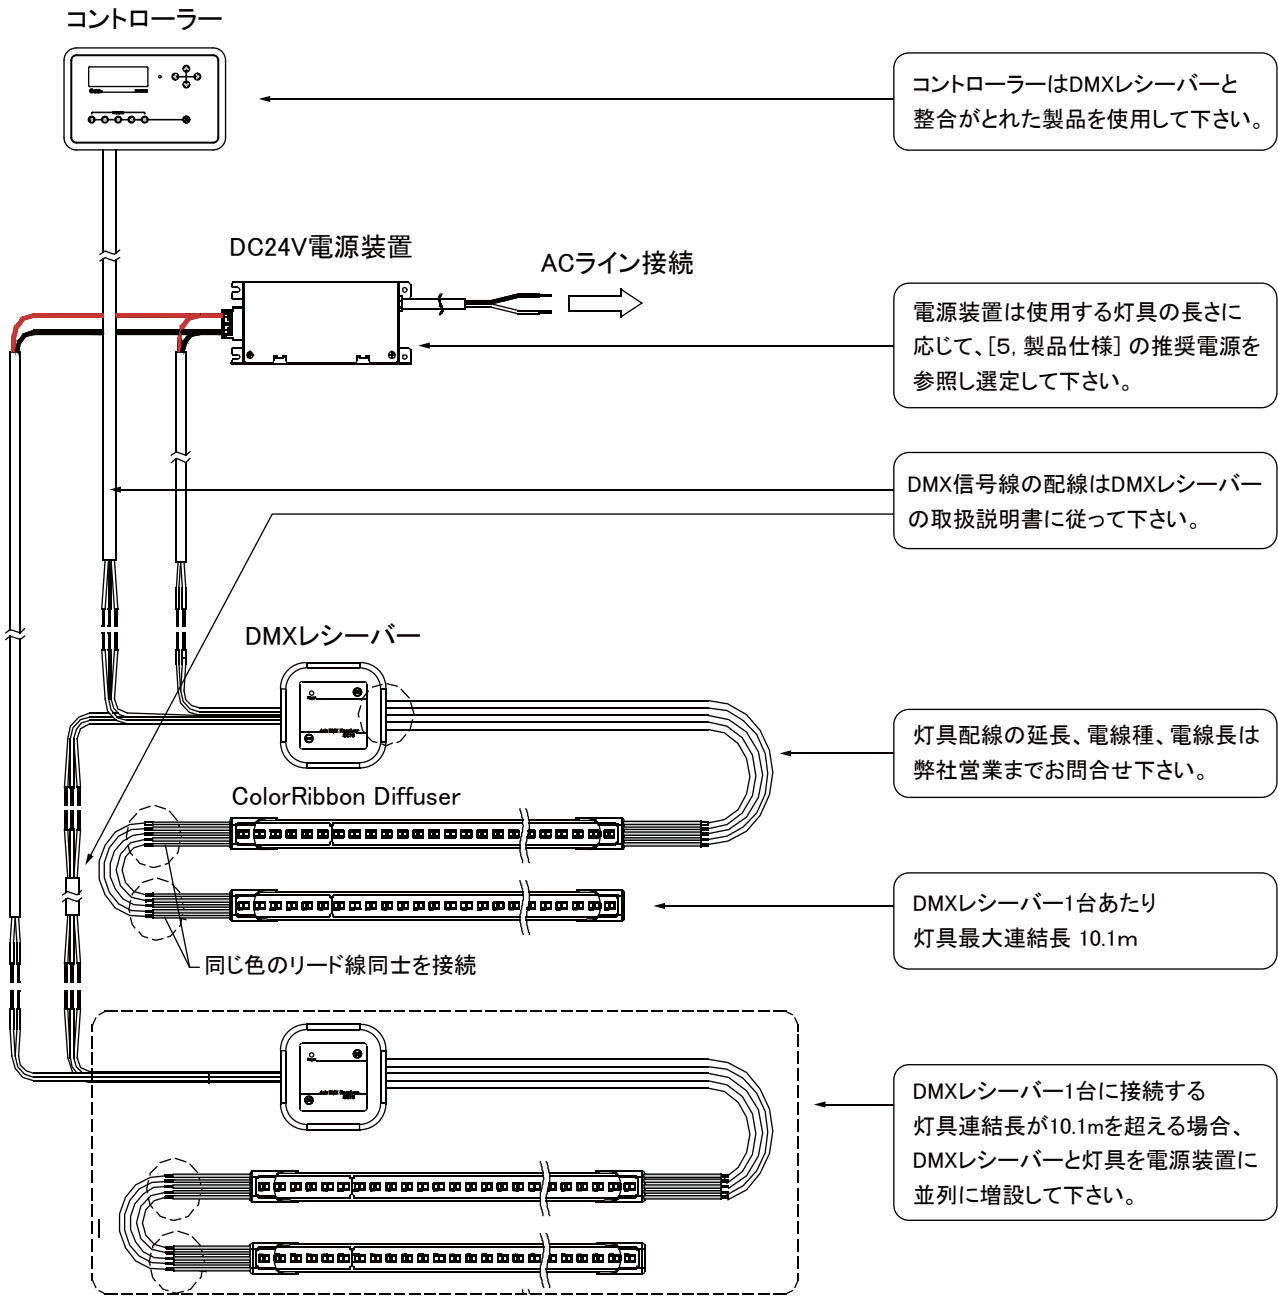 コントローラー
コントローラーはDMXレシーバーと
整合がとれた製品を使用して下さい。
DC24V電源装置
ACライン接続
電源装置は使用する灯具の長さに
応じて、[5, 製品仕様] の推奨電源を
参照し選定して下さい。
DMX信号線の配線はDMXレシーバー
の取扱説明書に従って下さい。
DMXレシーバー
灯具配線の延長、電線種、電線長は
弊社営業までお問合せ下さい。
ColorRibbon Diffuser
DMXレシーバー1台あたり
灯具最大連結長 10.1m
同じ色のリード線同士を接続
DMXレシーバー1台に接続する
灯具連結長が10.1mを超える場合、
DMXレシーバーと灯具を電源装置に
並列に増設して下さい。